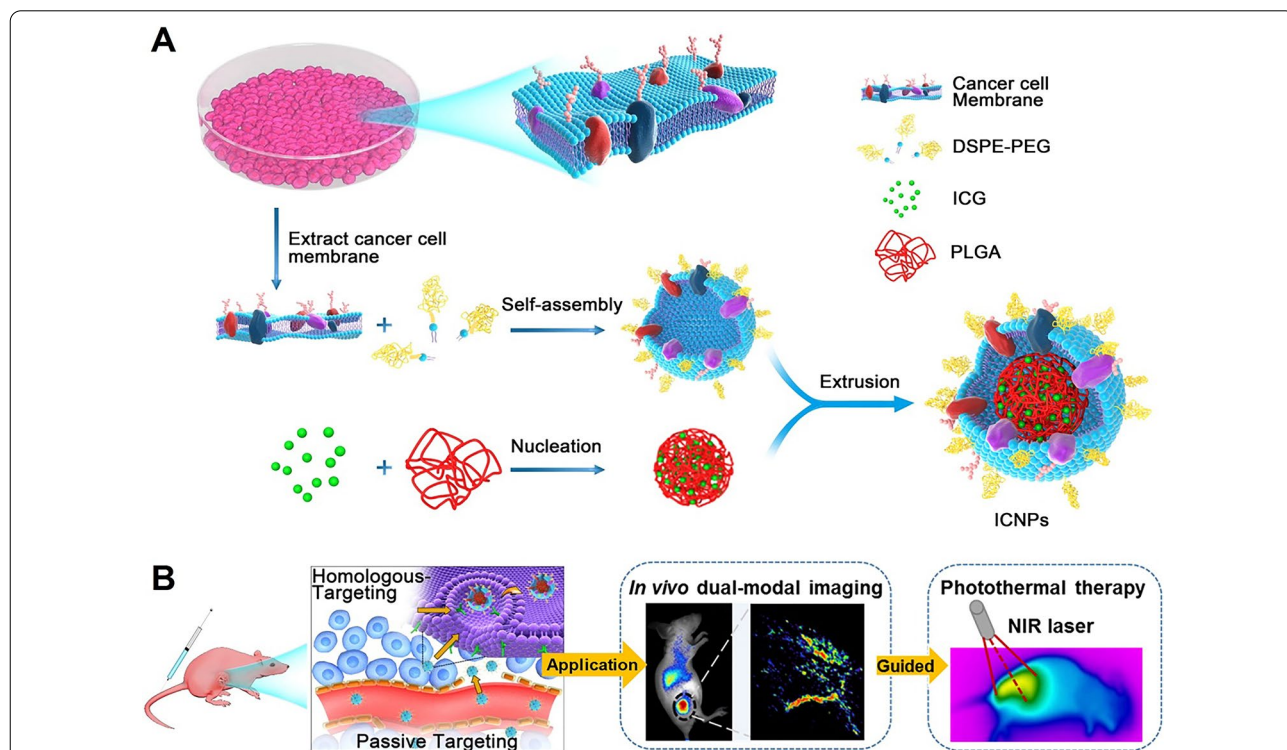 A
Cancer cell
Membrane
DSPE-PEG
ICG
PLGA
Extract cancer cell
membrane
+
Self-assembly
Extrusion
+
Nucleation
ICNPs
B
Homologous-
Targeting
Passive Targeting
Application
In vivo dual-modal imaging
Guided
Photothermal therapy
NIR laser